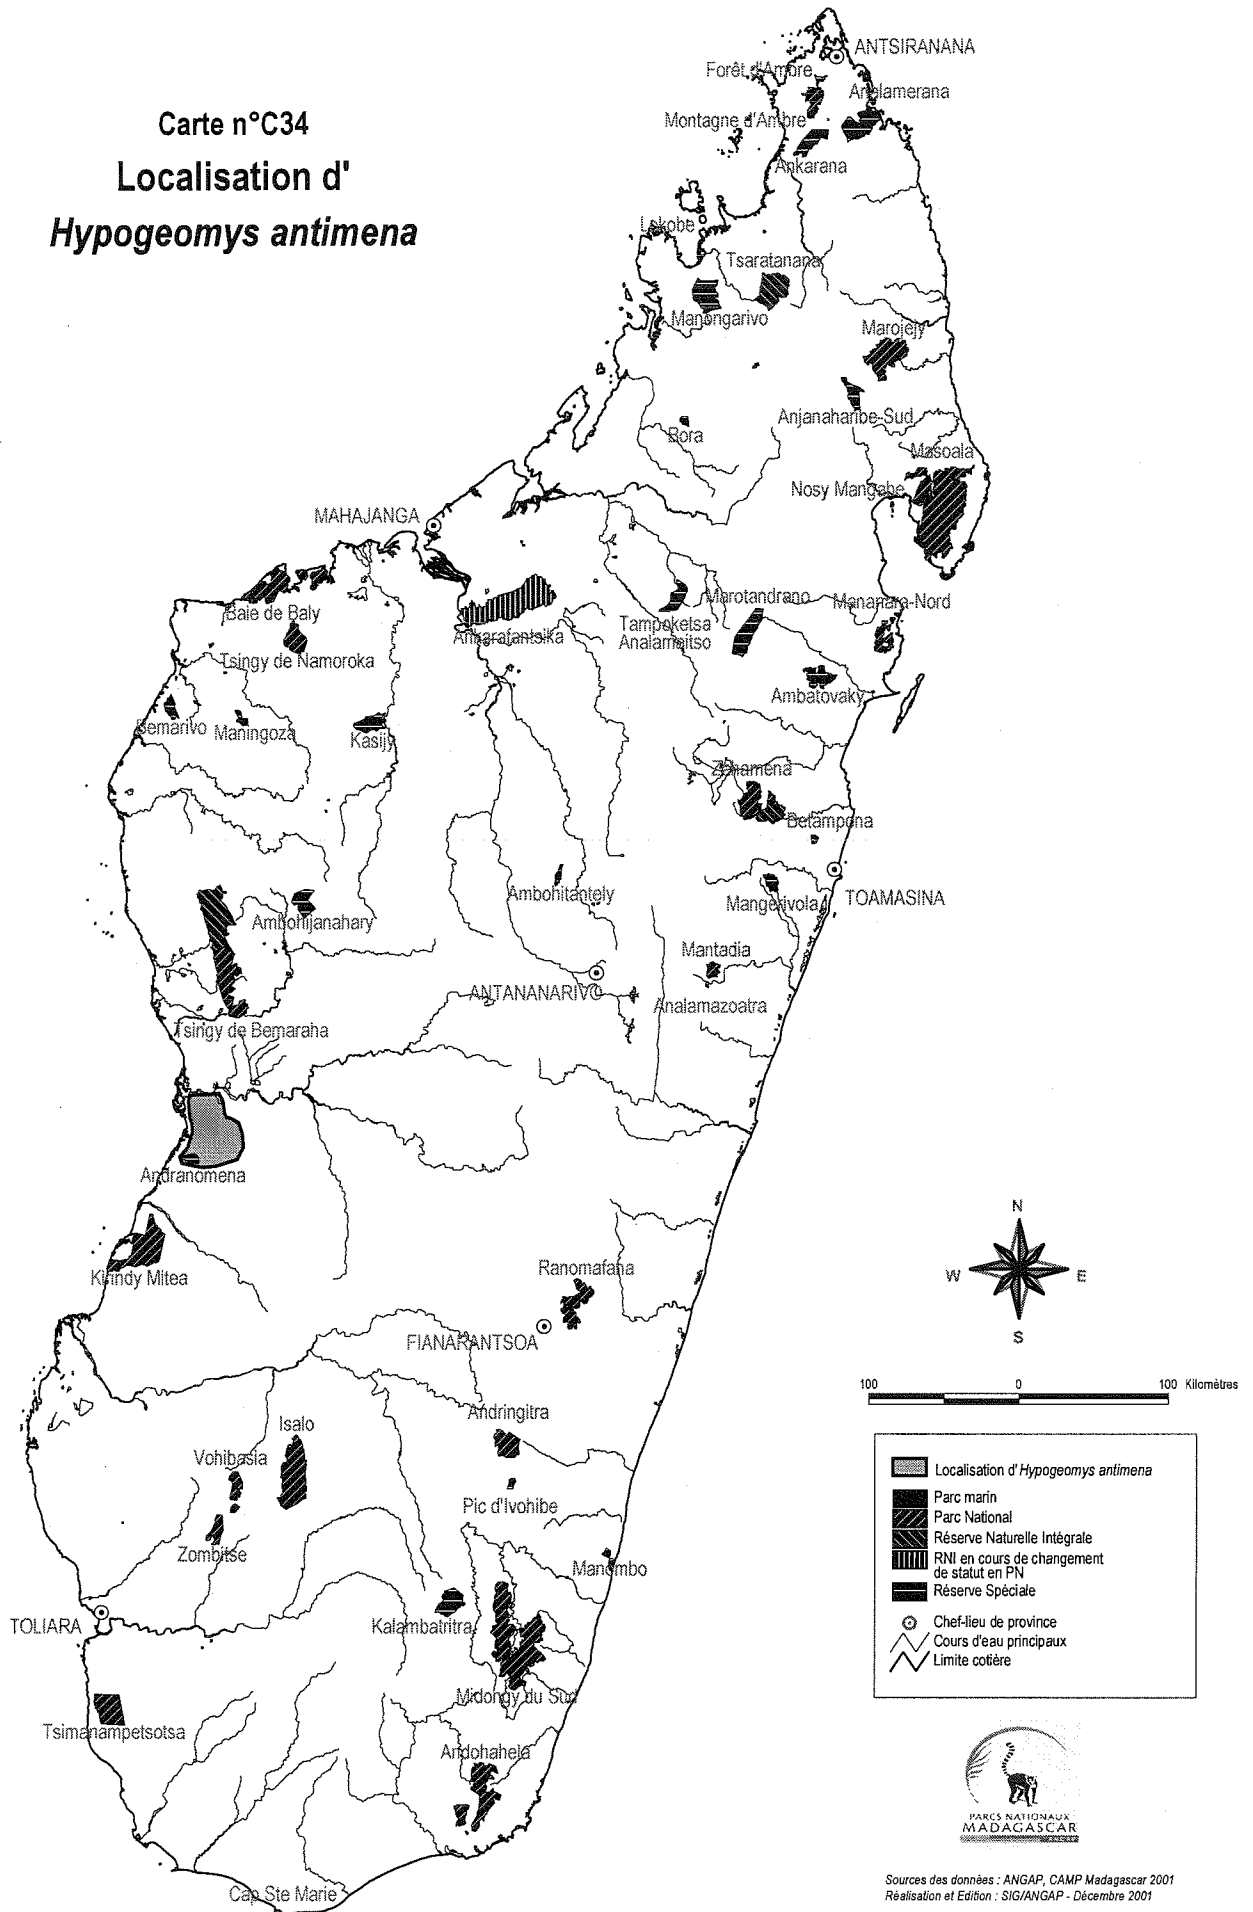 Carte n°C34
Localisation d'
Hypogeomys antimena
ANTSIRANANA
Forêt d'Ambre
Analamerana
Montagne d'Ambre
Ankarana
Lokobe
Tsaratanana
Manongarivo
Marojejy
Anjanaharibe-Sud
Bora
Masoala
Nosy Mangabe
MAHAJANGA
Baie de Baly
Ankarafantsika
Marotandrano
Mananara-Nord
Tampoketsa
Analamaitso
Tsingy de Namoroka
Ambatovaky
Bemarivo
Maningoza
Kasijy
Zahamena
Betampona
Ambohitantely
Mangerivola
TOAMASINA
Ambohijanahary
Mantadia
ANTANANARIVO
Analamazoatra
Tsingy de Bemaraha
Andranomena
Kirindy Mitea
Ranomafana
FIANARANTSOA
N
W
E
S
100 0 100 Kilomètres
Andringitra
Isalo
Vohibasia
Pic d'Ivohibe
Zombitse
Manombo
TOLIARA
Kalambatritra
Midongy du Sud
Tsimanampetsotsa
Andohahela
Cap Ste Marie
Localisation d' Hypogeomys antimena
Parc marin
Parc National
Réserve Naturelle Intégrale
RNI en cours de changement
de statut en PN
Réserve Spéciale
Chef-lieu de province
Cours d'eau principaux
Limite cotière
PARCS NATIONAUX
MADAGASCAR
ANGAP
Sources des données : ANGAP, CAMP Madagascar 2001
Réalisation et Edition : SIG/ANGAP - Décembre 2001